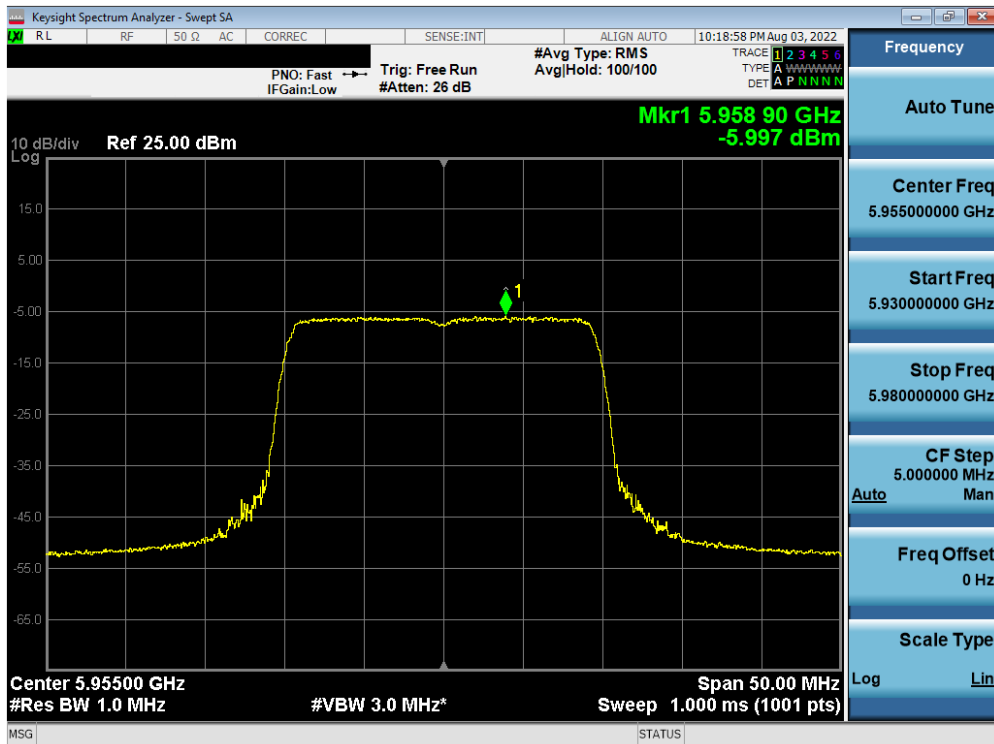 Keysight Spectrum Analyzer - Swept SA
LXI RL RF 50 Ω AC CORREC SENSE:INT ALIGN AUTO 10:18:58 PM Aug 03, 2022
PNO: Fast
IFGain:Low
Trig: Free Run
#Atten: 26 dB
#Avg Type: RMS
Avg|Hold: 100/100
TRACE 1 2 3 4 5 6
TYPE A WWWWW
DET A P N N N N
Mkr1 5.958 90 GHz
-5.997 dBm
10 dB/div Ref 25.00 dBm
Log
15.0
5.00
-5.00
-15.0
-25.0
-35.0
-45.0
-55.0
-65.0
1
Center 5.95500 GHz Span 50.00 MHz
#Res BW 1.0 MHz #VBW 3.0 MHz* Sweep 1.000 ms (1001 pts)
MSG STATUS
Frequency
Auto Tune
Center Freq
5.955000000 GHz
Start Freq
5.930000000 GHz
Stop Freq
5.980000000 GHz
CF Step
5.000000 MHz
Auto Man
Freq Offset
0 Hz
Scale Type
Log Lin